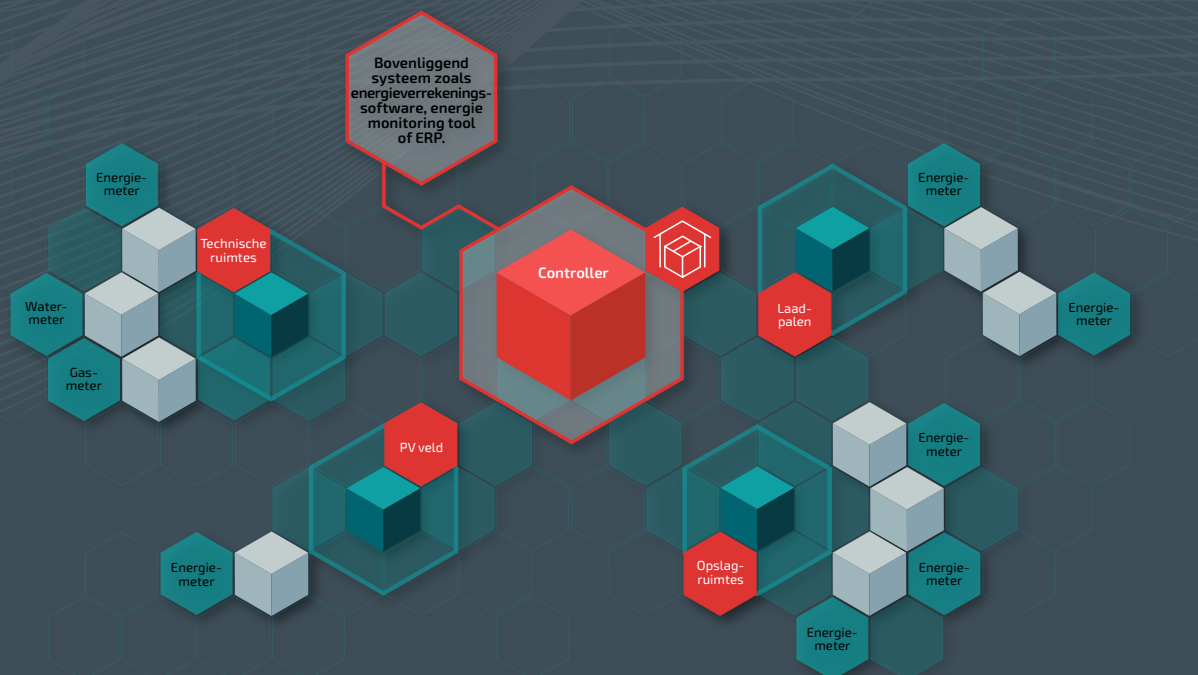 Bovenliggend
systeem zoals
energieverrekenings-
software, energie
monitoring tool
of ERP.
Energie-
meter
Technische
ruimtes
Water-
meter
Gas-
meter
Controller
Laad-
palen
Energie-
meter
Energie-
meter
PV veld
Energie-
meter
Opslag-
ruimtes
Energie-
meter
Energie-
meter
Energie-
meter